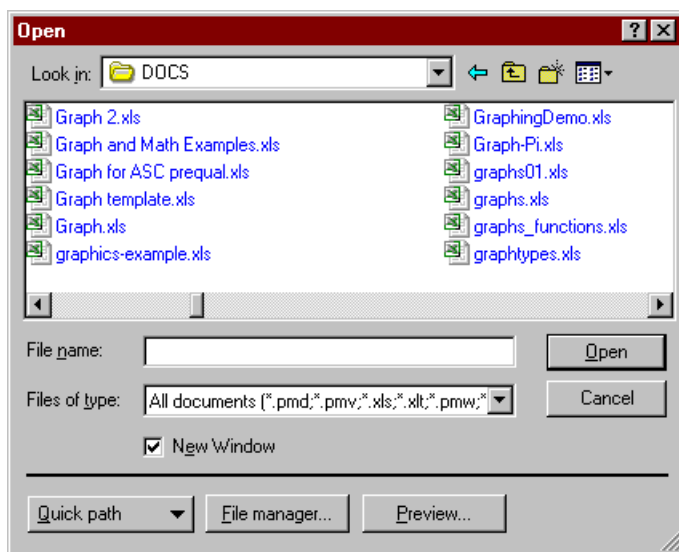 Open
Look in: DOCS
Graph 2.xls
Graph and Math Examples.xls
Graph for ASC prequal.xls
Graph template.xls
Graph.xls
graphics-example.xls
GraphingDemo.xls
Graph-Pi.xls
graphs01.xls
graphs.xls
graphs_functions.xls
graphtypes.xls
File name: Open
Files of type: All documents (*.pmd;*.pmv;*.xls;*.xlt;*.pmw;* Cancel
New Window
Quick path File manager... Preview...